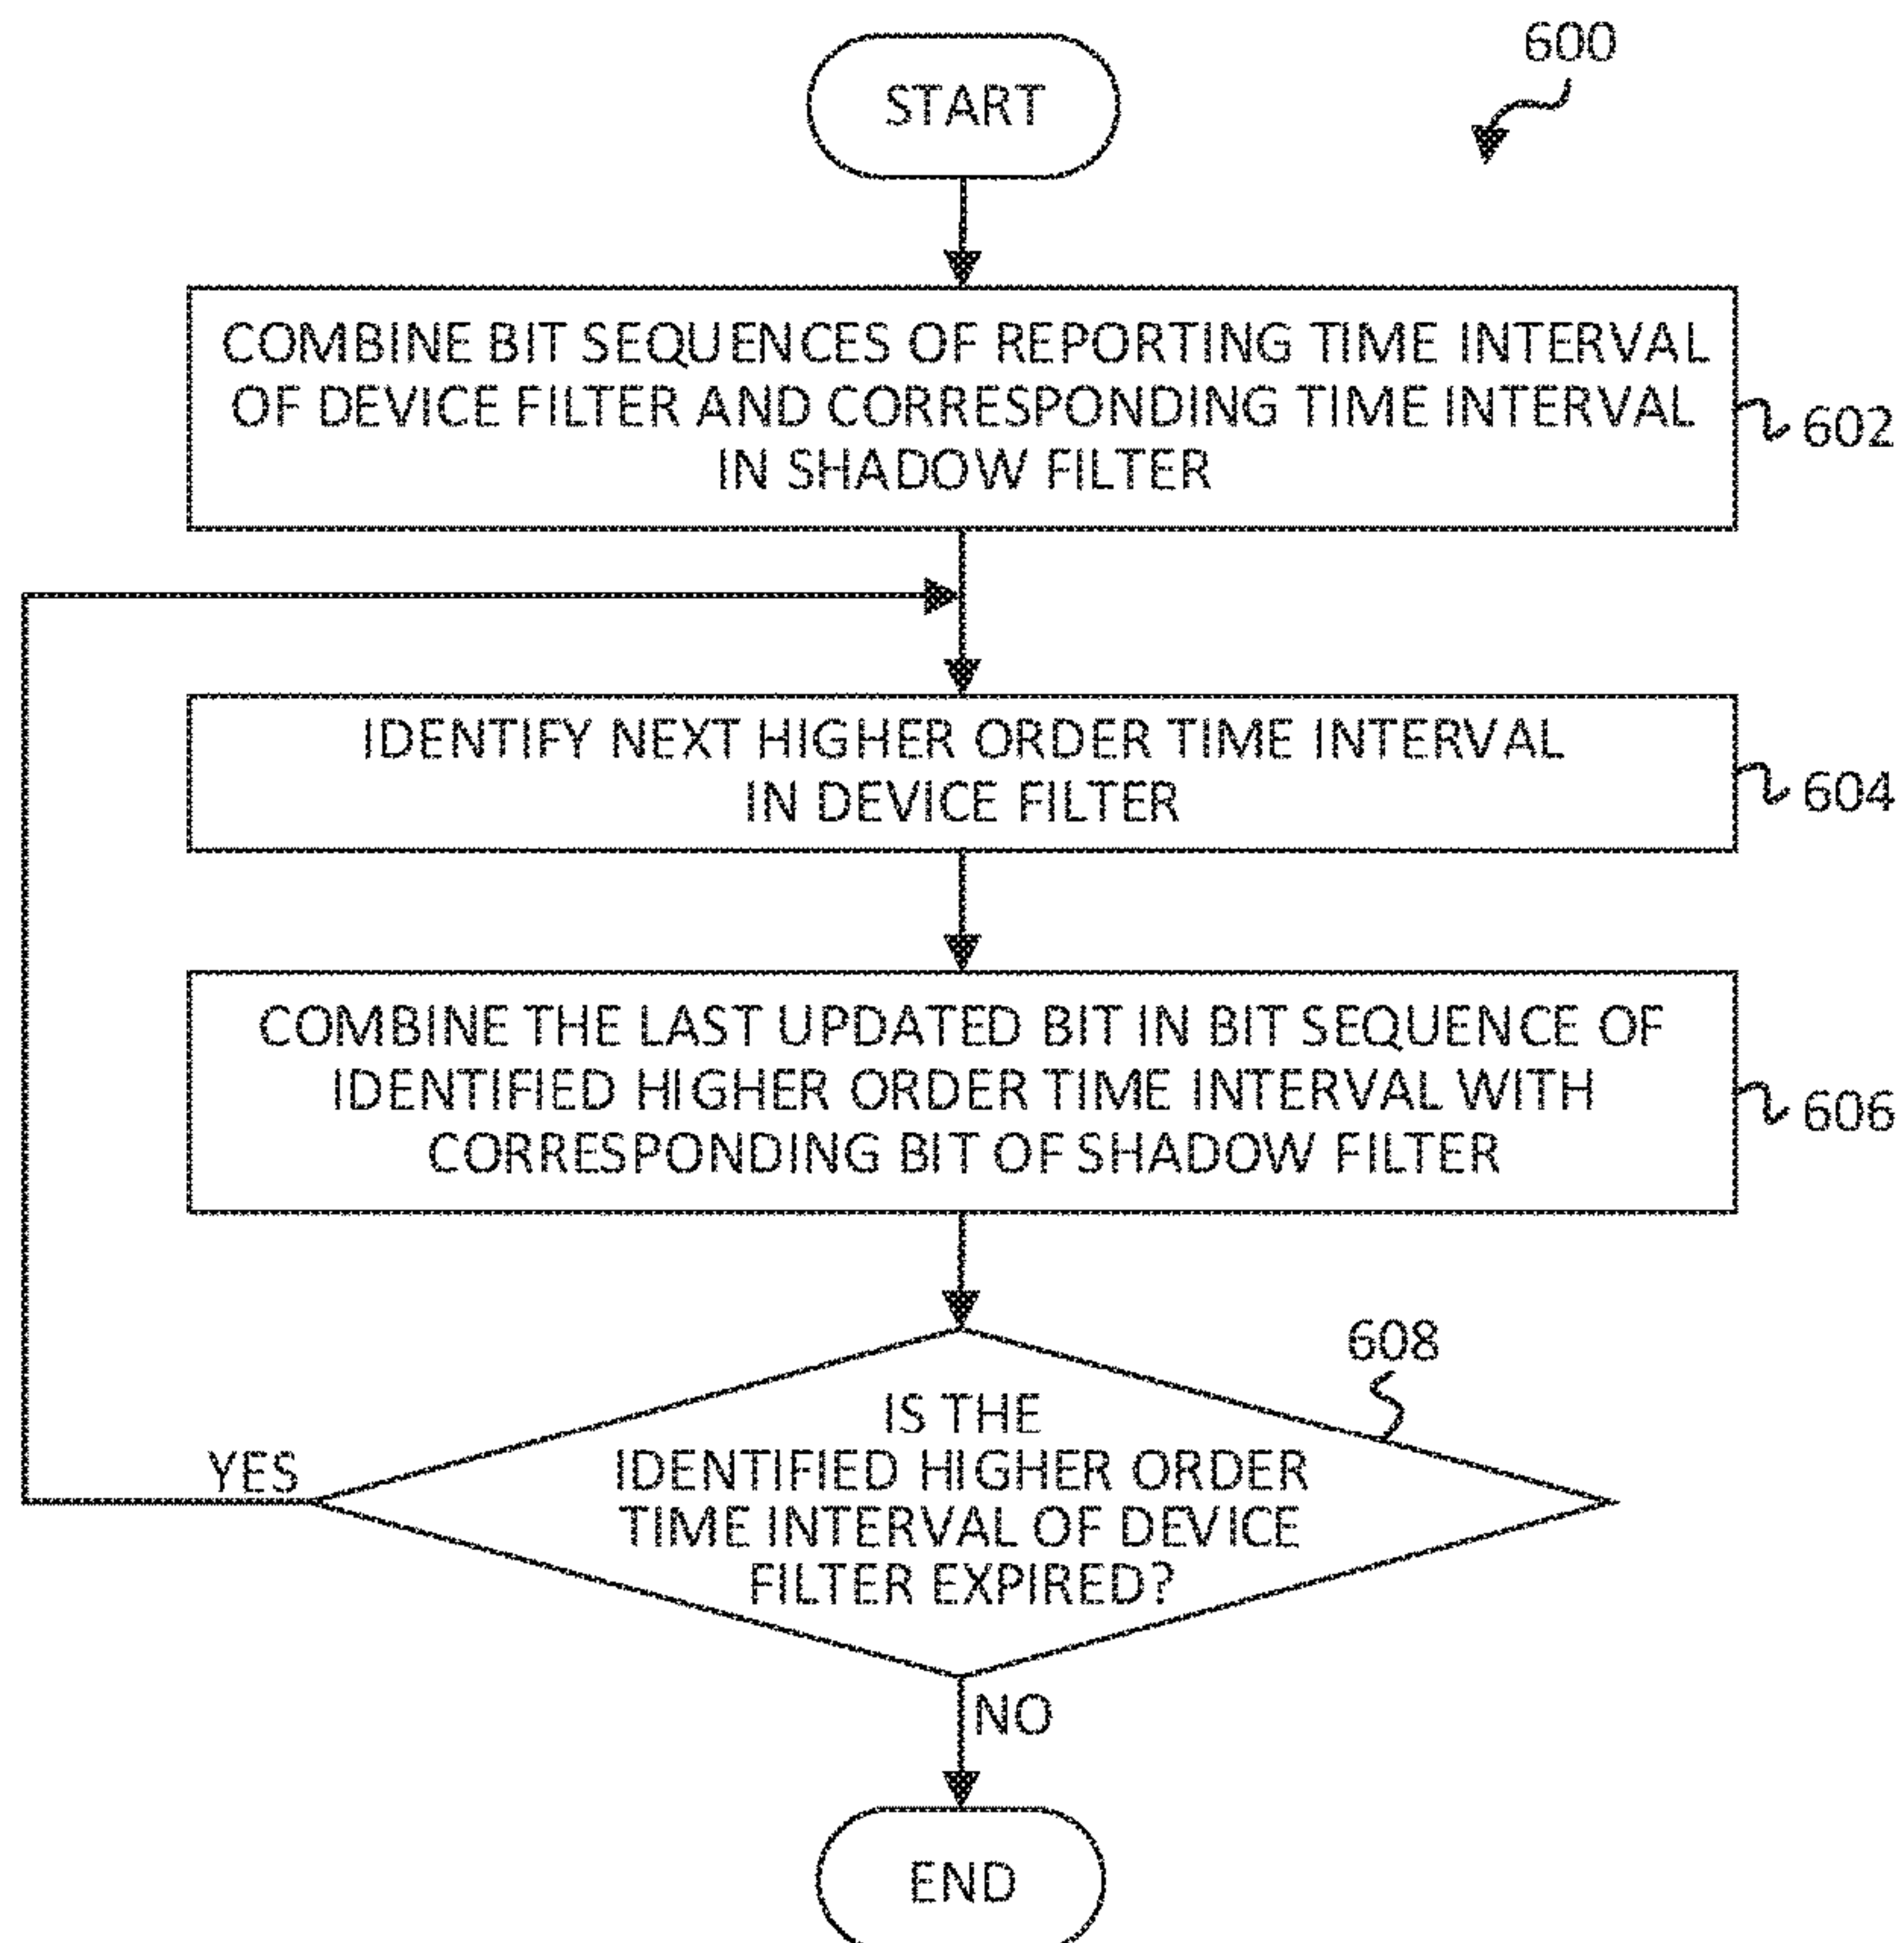 600
START
COMBINE BIT SEQUENCES OF REPORTING TIME INTERVAL
OF DEVICE FILTER AND CORRESPONDING TIME INTERVAL
IN SHADOW FILTER
602
IDENTIFY NEXT HIGHER ORDER TIME INTERVAL
IN DEVICE FILTER
604
COMBINE THE LAST UPDATED BIT IN BIT SEQUENCE OF
IDENTIFIED HIGHER ORDER TIME INTERVAL WITH
CORRESPONDING BIT OF SHADOW FILTER
606
608
IS THE
IDENTIFIED HIGHER ORDER
TIME INTERVAL OF DEVICE
FILTER EXPIRED?
YES
NO
END